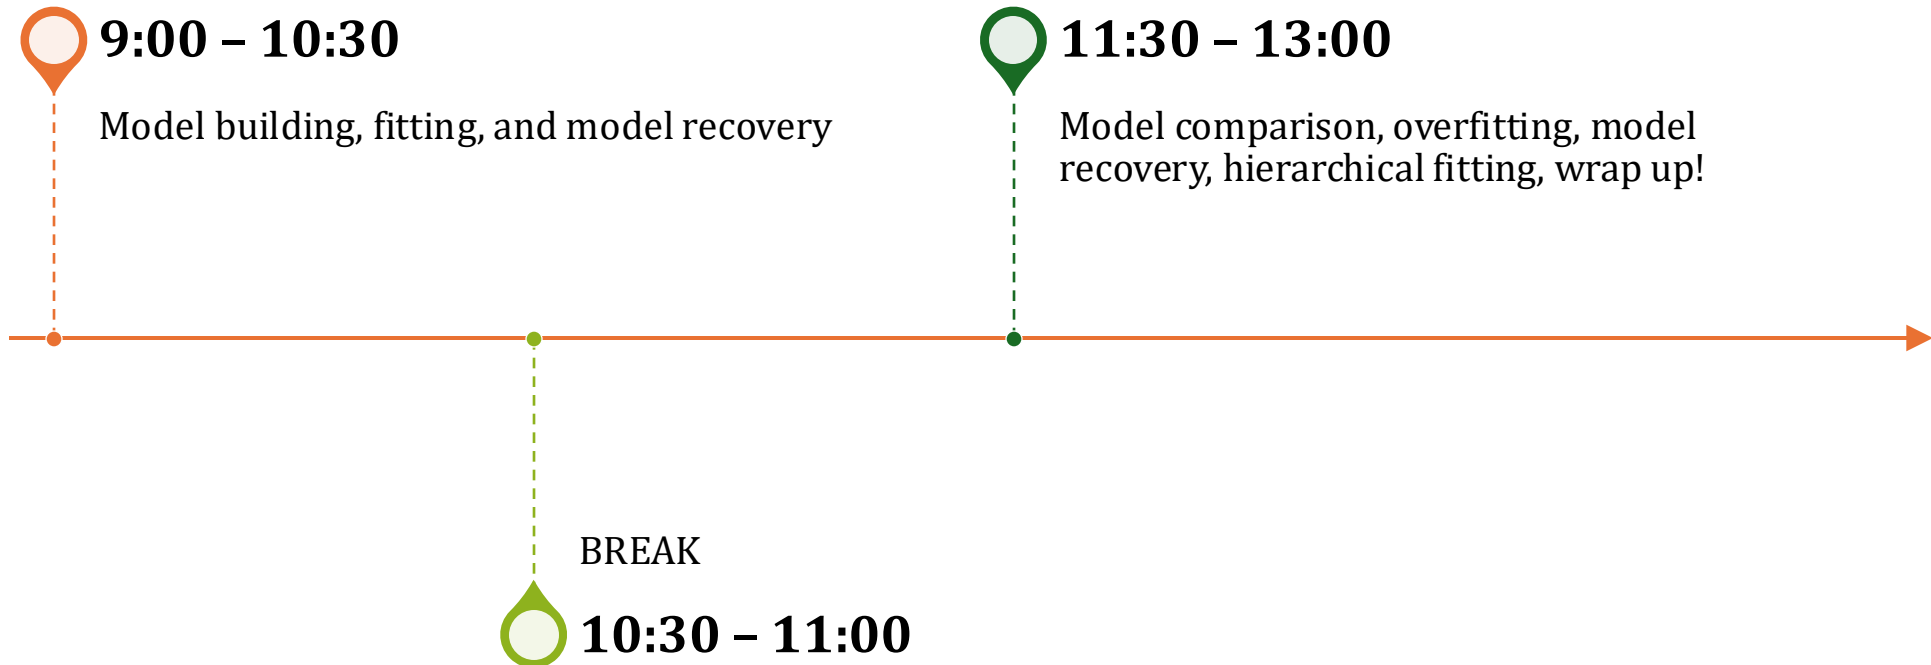 9:00 – 10:30
Model building, fitting, and model recovery
11:30 – 13:00
Model comparison, overfitting, model
recovery, hierarchical fitting, wrap up!
BREAK
10:30 – 11:00